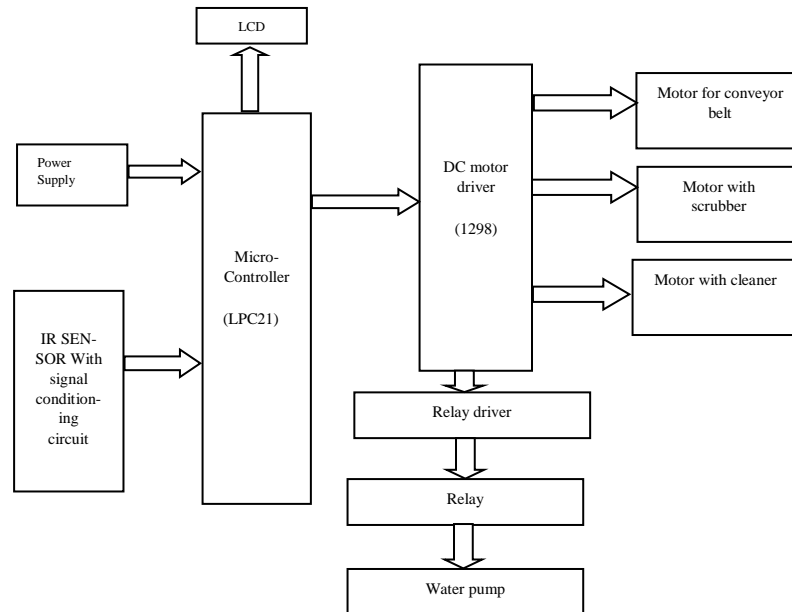 LCD
Power
Supply
IR SEN-
SOR With
signal
condition-
ing
circuit
Micro-
Controller
(LPC21)
DC motor
driver
(1298)
Motor for conveyor
belt
Motor with
scrubber
Motor with cleaner
Relay driver
Relay
Water pump